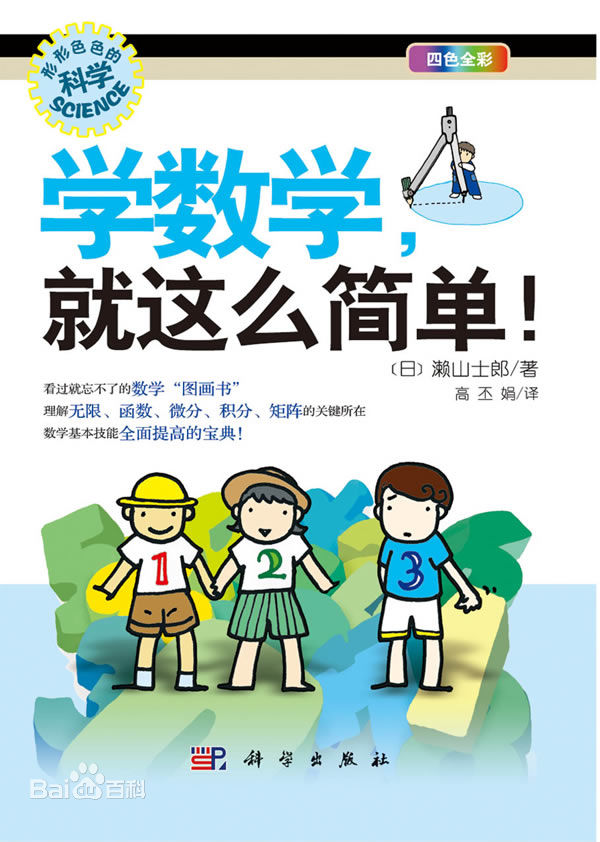 形形色色的
科学
SCIENCE
四色全彩
学数学，
就这么简单！
〔日〕濑山士郎/著
高 丕 娟/译
看过就忘不了的数学“图画书”
理解无限、函数、微分、积分、矩阵的关键所在
数学基本技能全面提高的宝典！
1
2
3
SP
科学出版社
Baidu百科